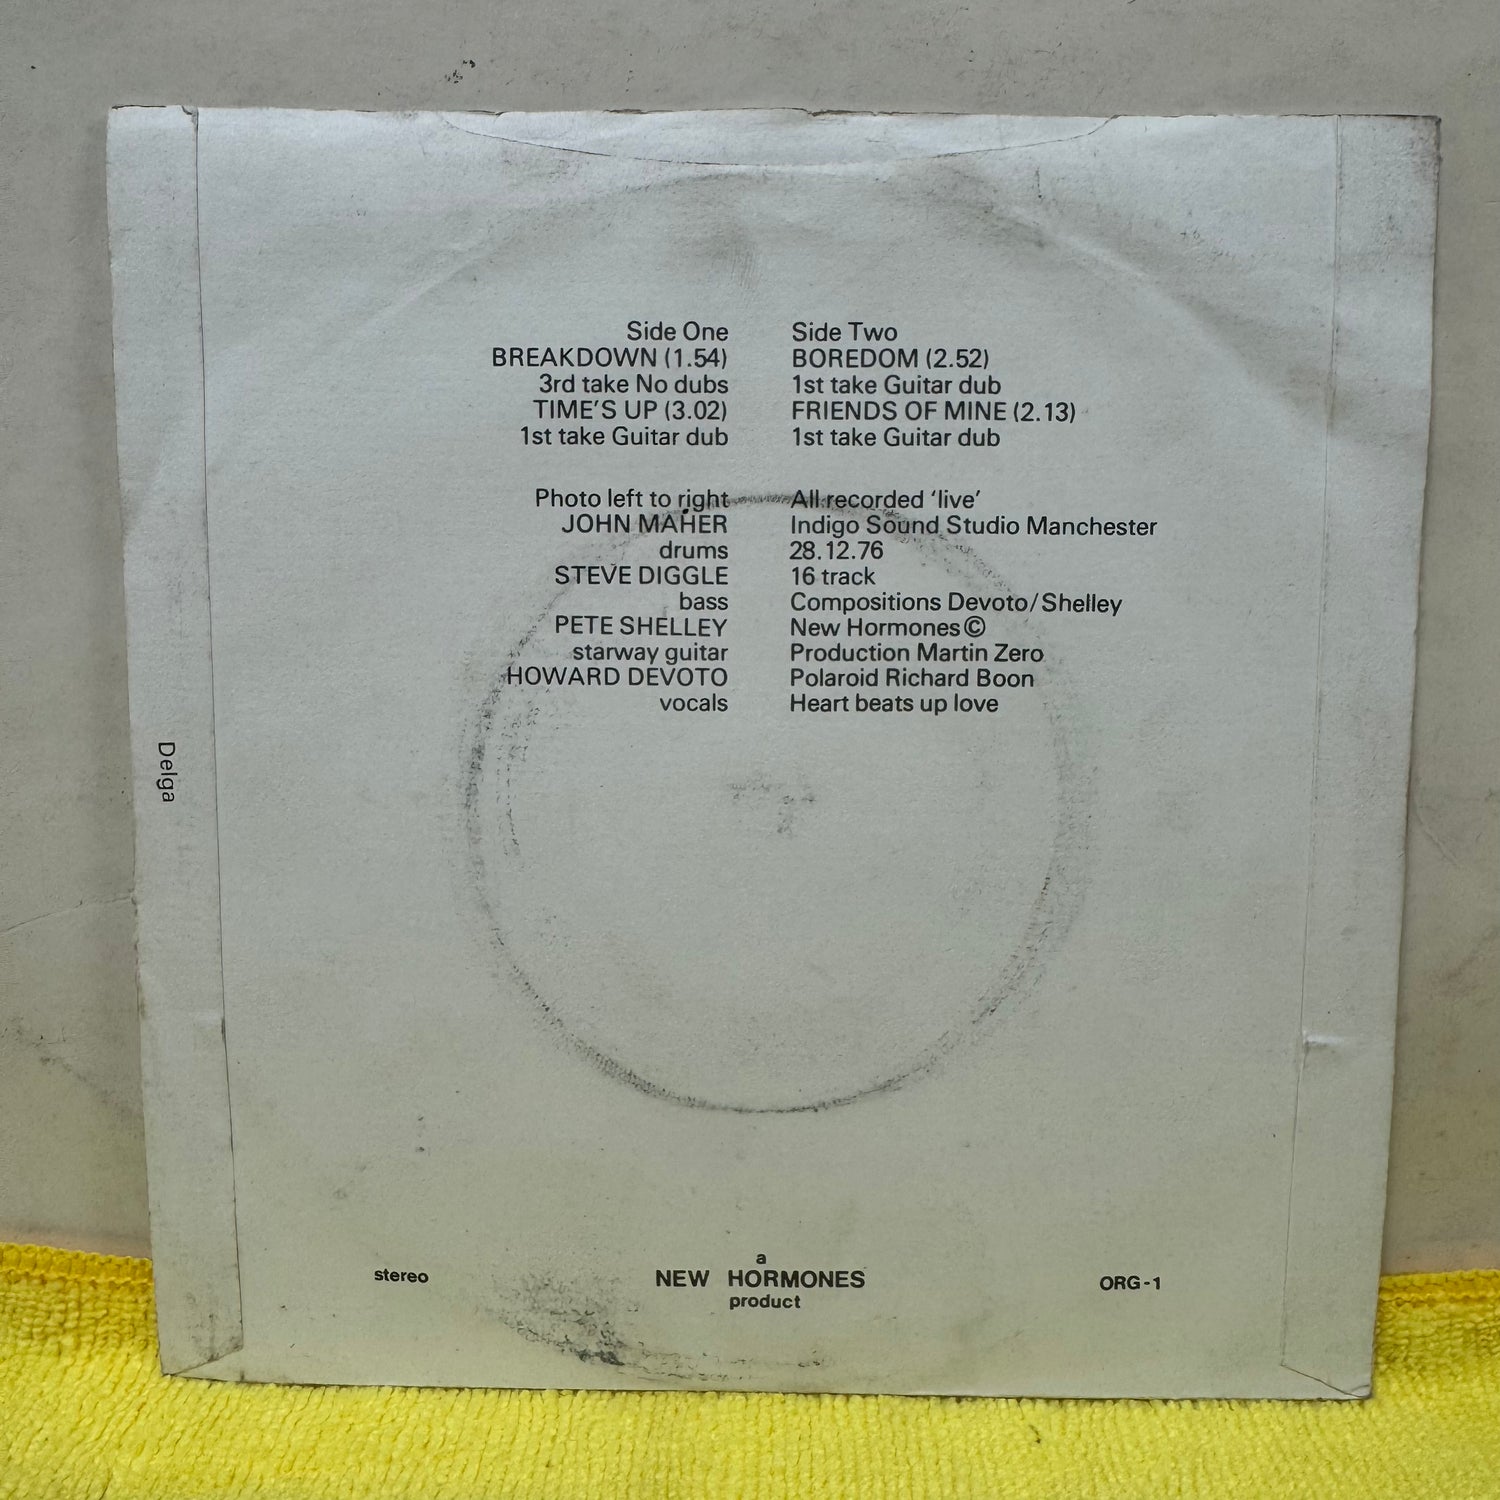 Side One
BREAKDOWN (1.54)
3rd take No dubs
TIME'S UP (3.02)
1st take Guitar dub
Side Two
BOREDOM (2.52)
1st take Guitar dub
FRIENDS OF MINE (2.13)
1st take Guitar dub
Photo left to right
JOHN MAHER
drums
STEVE DIGGLE
bass
PETE SHELLEY
starway guitar
HOWARD DEVOTO
vocals
All recorded 'live'
Indigo Sound Studio Manchester
28.12.76
16 track
Compositions Devoto/Shelley
New Hormones ©
Production Martin Zero
Polaroid Richard Boon
Heart beats up love
Delga
stereo
a
NEW HORMONES
product
ORG-1